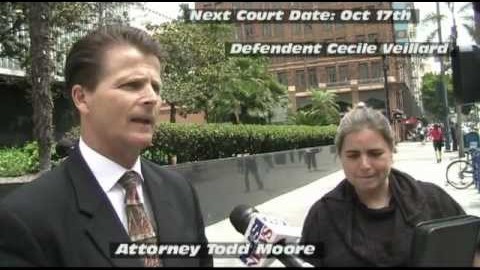 Next Court Date: Oct 17th
Defendent Cecile Veillard
Attorney Todd Moore